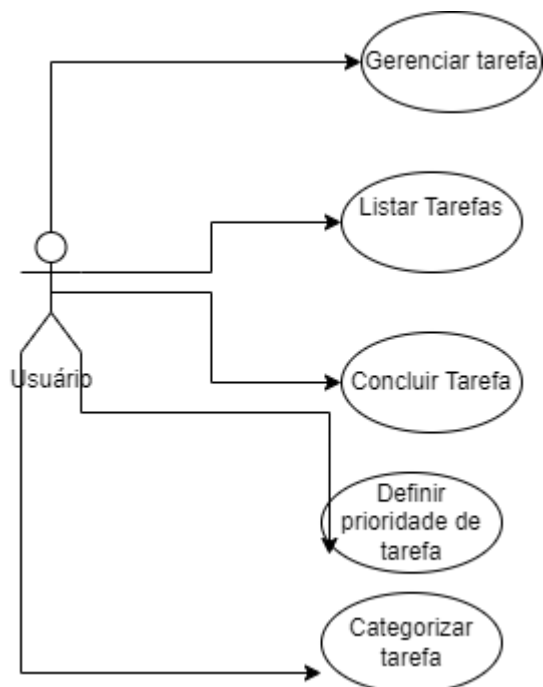 Gerenciar tarefa
Listar Tarefas
Usuário
Concluir Tarefa
Definir
prioridade de
tarefa
Categorizar
tarefa